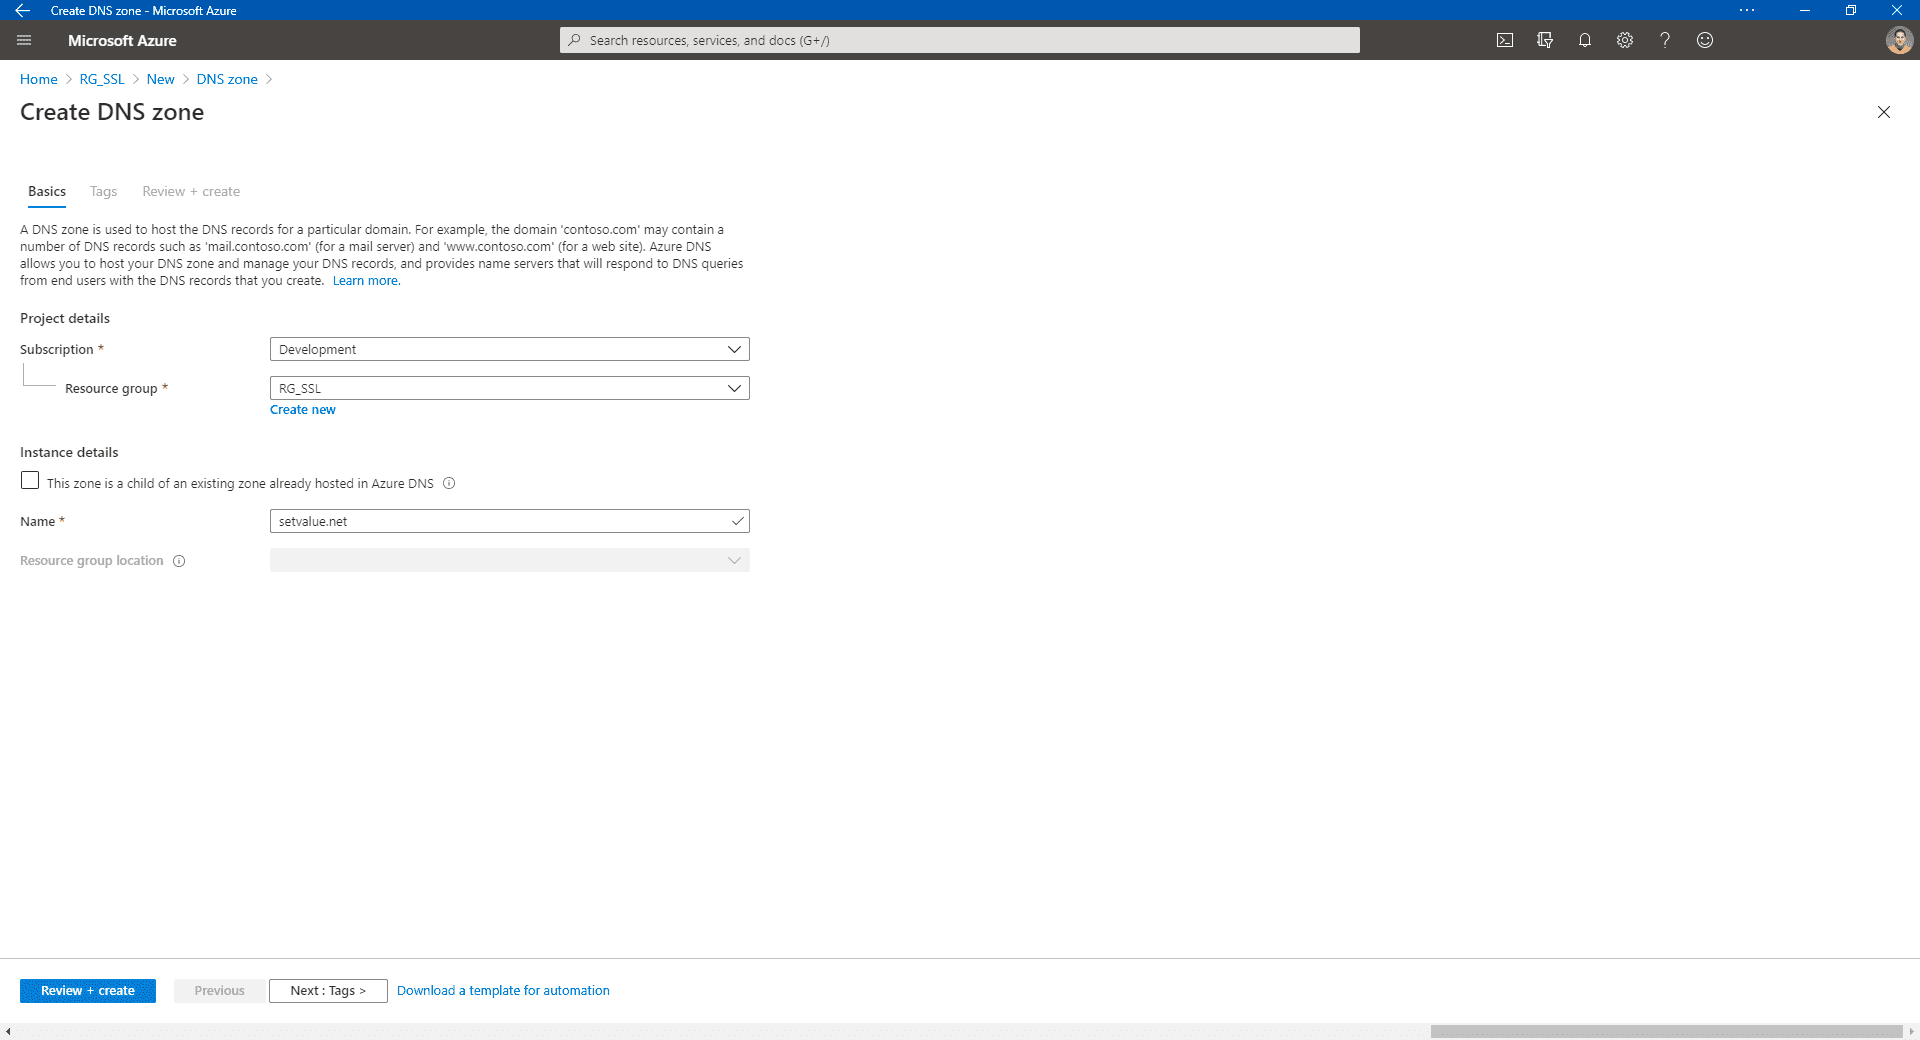 Create DNS zone - Microsoft Azure
Microsoft Azure
Search resources, services, and docs (G+/)
Home > RG_SSL > New > DNS zone >
Create DNS zone
Basics Tags Review + create
A DNS zone is used to host the DNS records for a particular domain. For example, the domain 'contoso.com' may contain a
number of DNS records such as 'mail.contoso.com' (for a mail server) and 'www.contoso.com' (for a web site). Azure DNS
allows you to host your DNS zone and manage your DNS records, and provides name servers that will respond to DNS queries
from end users with the DNS records that you create. Learn more.
Project details
Subscription * Development
Resource group * RG_SSL
Create new
Instance details
This zone is a child of an existing zone already hosted in Azure DNS
Name * setvalue.net
Resource group location
Review + create Previous Next : Tags > Download a template for automation